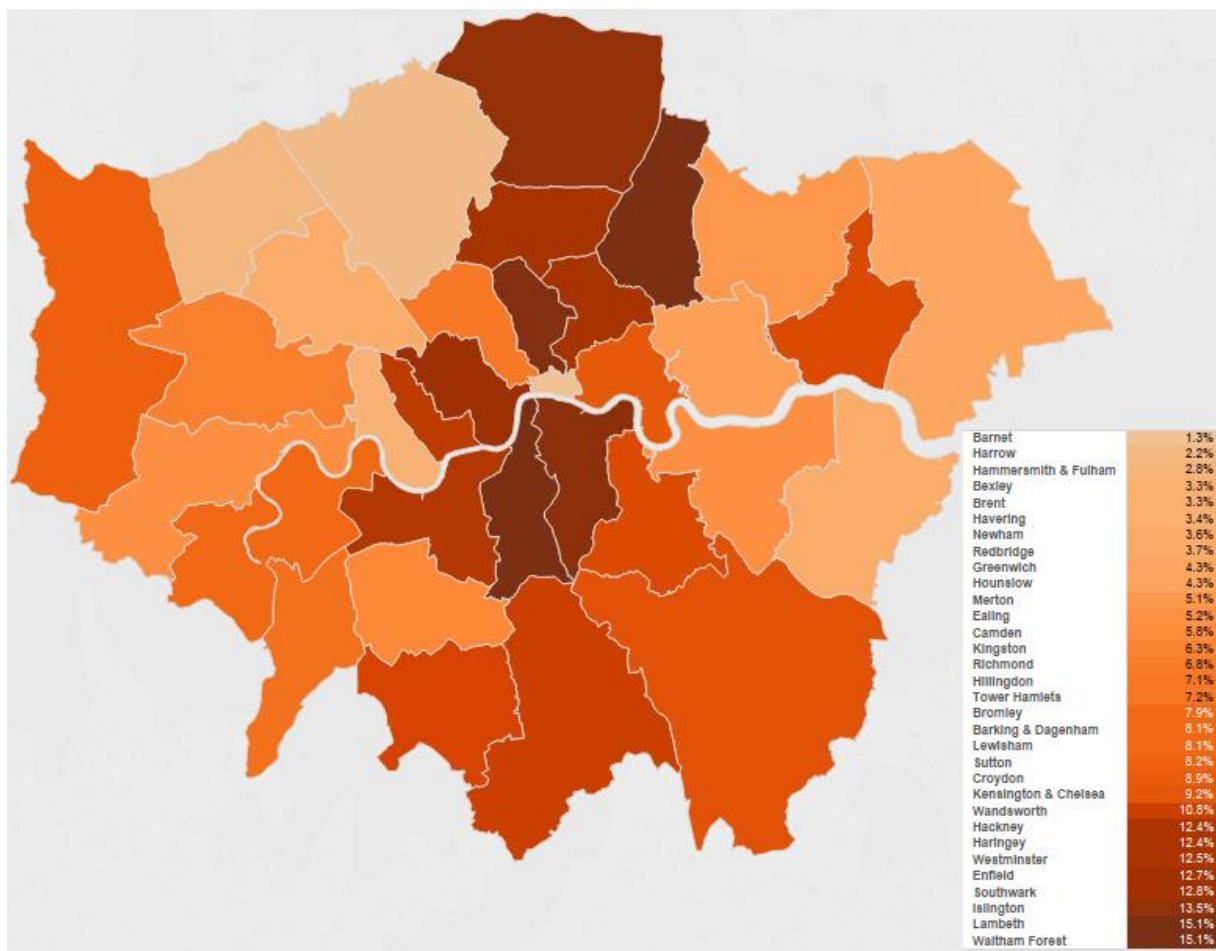 Barnet 1.3%
Harrow 2.2%
Hammersmith & Fulham 2.8%
Bexley 3.3%
Brent 3.3%
Havering 3.4%
Newham 3.6%
Redbridge 3.7%
Greenwich 4.3%
Hounslow 4.3%
Merton 5.1%
Ealing 5.2%
Camden 5.8%
Kingston 6.3%
Richmond 6.8%
Hillingdon 7.1%
Tower Hamlets 7.2%
Bromley 7.9%
Barking & Dagenham 8.1%
Lewisham 8.1%
Sutton 8.2%
Croydon 8.9%
Kensington & Chelsea 9.2%
Wandsworth 10.8%
Hackney 12.4%
Haringey 12.4%
Westminster 12.5%
Enfield 12.7%
Southwark 12.8%
Islington 13.5%
Lambeth 15.1%
Waltham Forest 15.1%